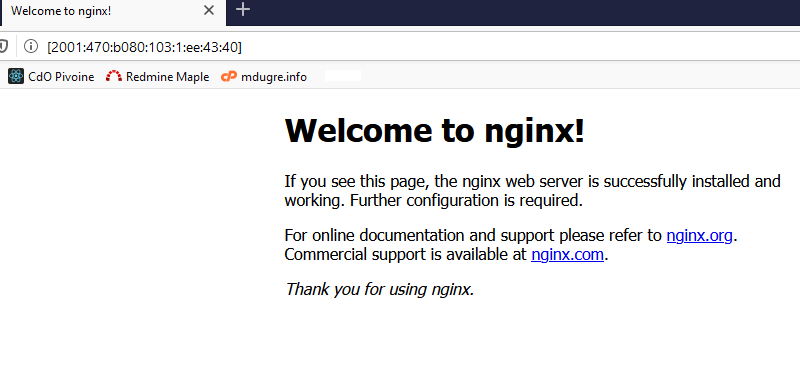 Welcome to nginx!
[2001:470:b080:103:1:ee:43:40]
CdO Pivoine Redmine Maple mdugre.info
Welcome to nginx!
If you see this page, the nginx web server is successfully installed and
working. Further configuration is required.
For online documentation and support please refer to nginx.org.
Commercial support is available at nginx.com.
Thank you for using nginx.